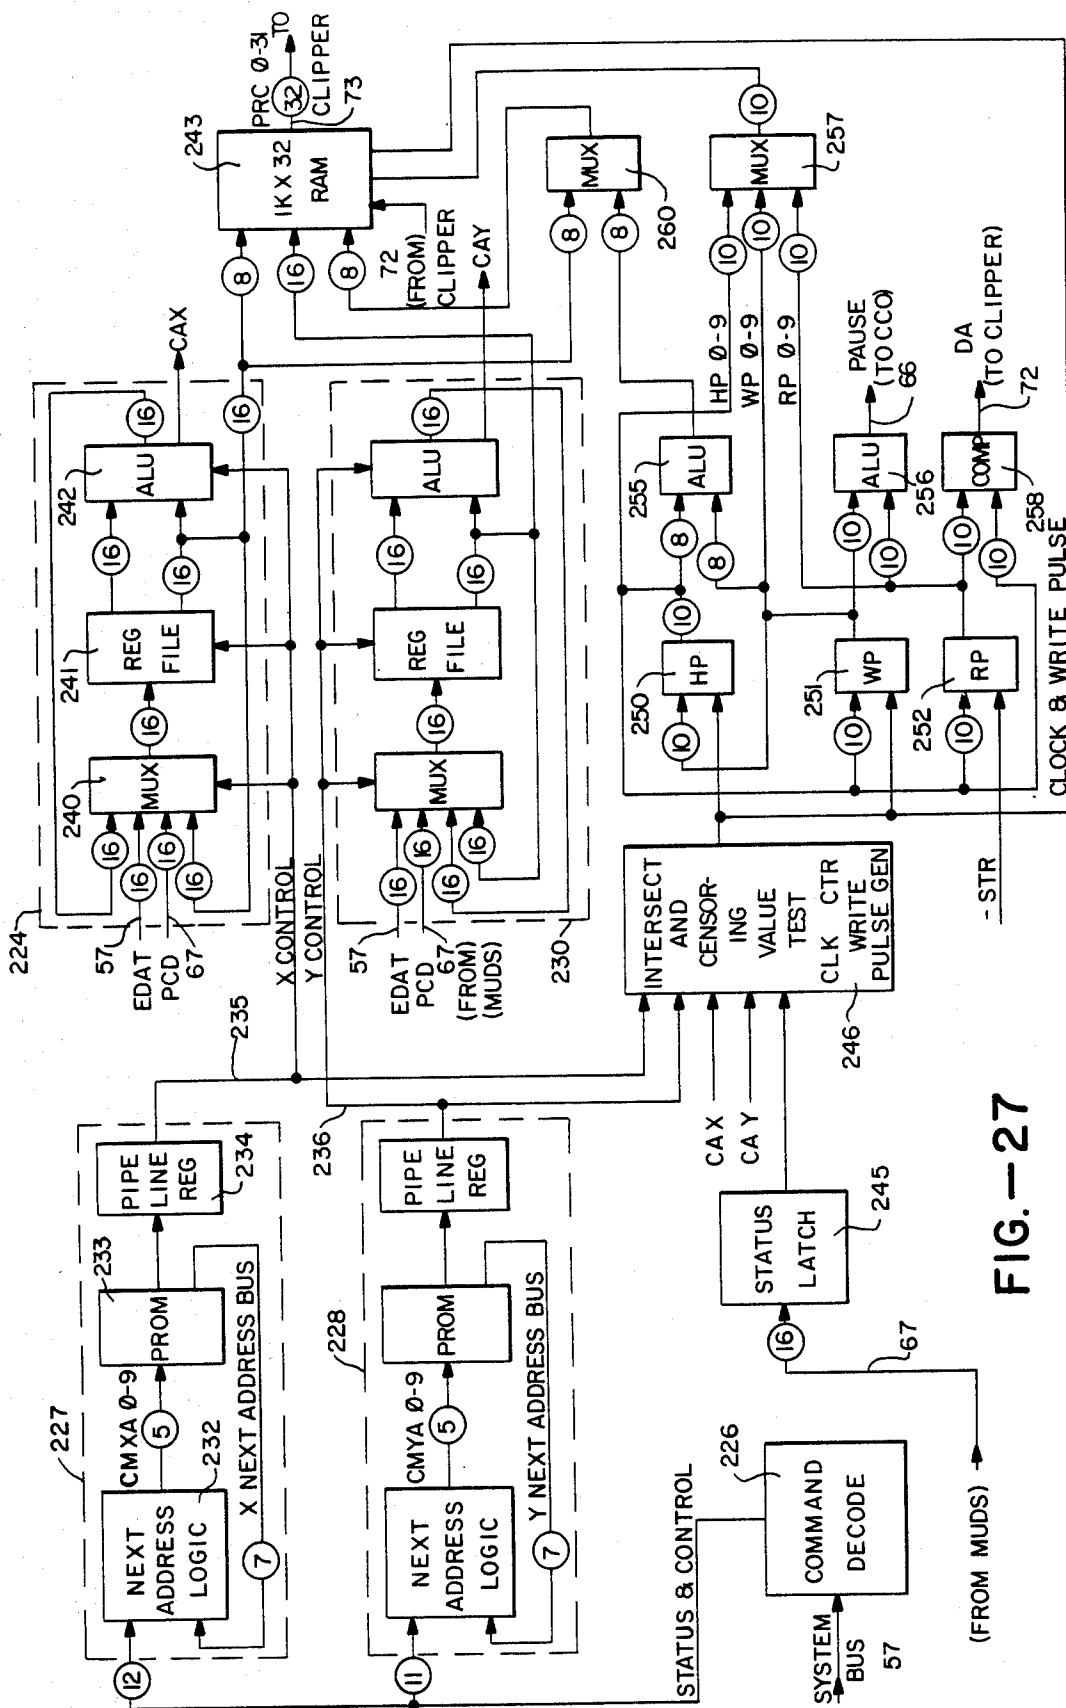 227
12
NEXT
ADDRESS
LOGIC
232
CMXA Ø-9
5
233
PROM
X NEXT ADDRESS BUS
7
PIPE
LINE
REG
234
235
228
11
NEXT
ADDRESS
LOGIC
CMYA Ø-9
5
PROM
Y NEXT ADDRESS BUS
7
PIPE
LINE
REG
236
STATUS & CONTROL
SYSTEM
BUS
57
226
COMMAND
DECODE
(FROM MUDS)
67
16
STATUS
LATCH
245
CAX
CAY
INTERSECT
AND
CENSOR-
ING
VALUE
TEST
CLK CTR
WRITE
PULSE GEN
246
224
57
EDAT
PCD
67
16
16
16
16
240
MUX
16
241
REG
FILE
16
16
242
ALU
16
16
CAX
X CONTROL
Y CONTROL
57
EDAT
PCD
67
(FROM)
(MUDS)
16
16
16
16
MUX
16
REG
FILE
16
16
ALU
16
CAY
230
8
16
8
243
1K X 32
RAM
PRC Ø-31
32
TO
CLIPPER
73
72
(FROM)
CLIPPER
8
8
MUX
260
10
10
10
MUX
10
257
HP Ø-9
WP Ø-9
RP Ø-9
10
250
HP
10
8
8
255
ALU
10
251
WP
10
10
ALU
256
PAUSE
(TO CCO)
66
10
252
RP
10
10
COMP
258
DA
(TO CLIPPER)
72
-STR
CLOCK & WRITE PULSE
FIG.-27